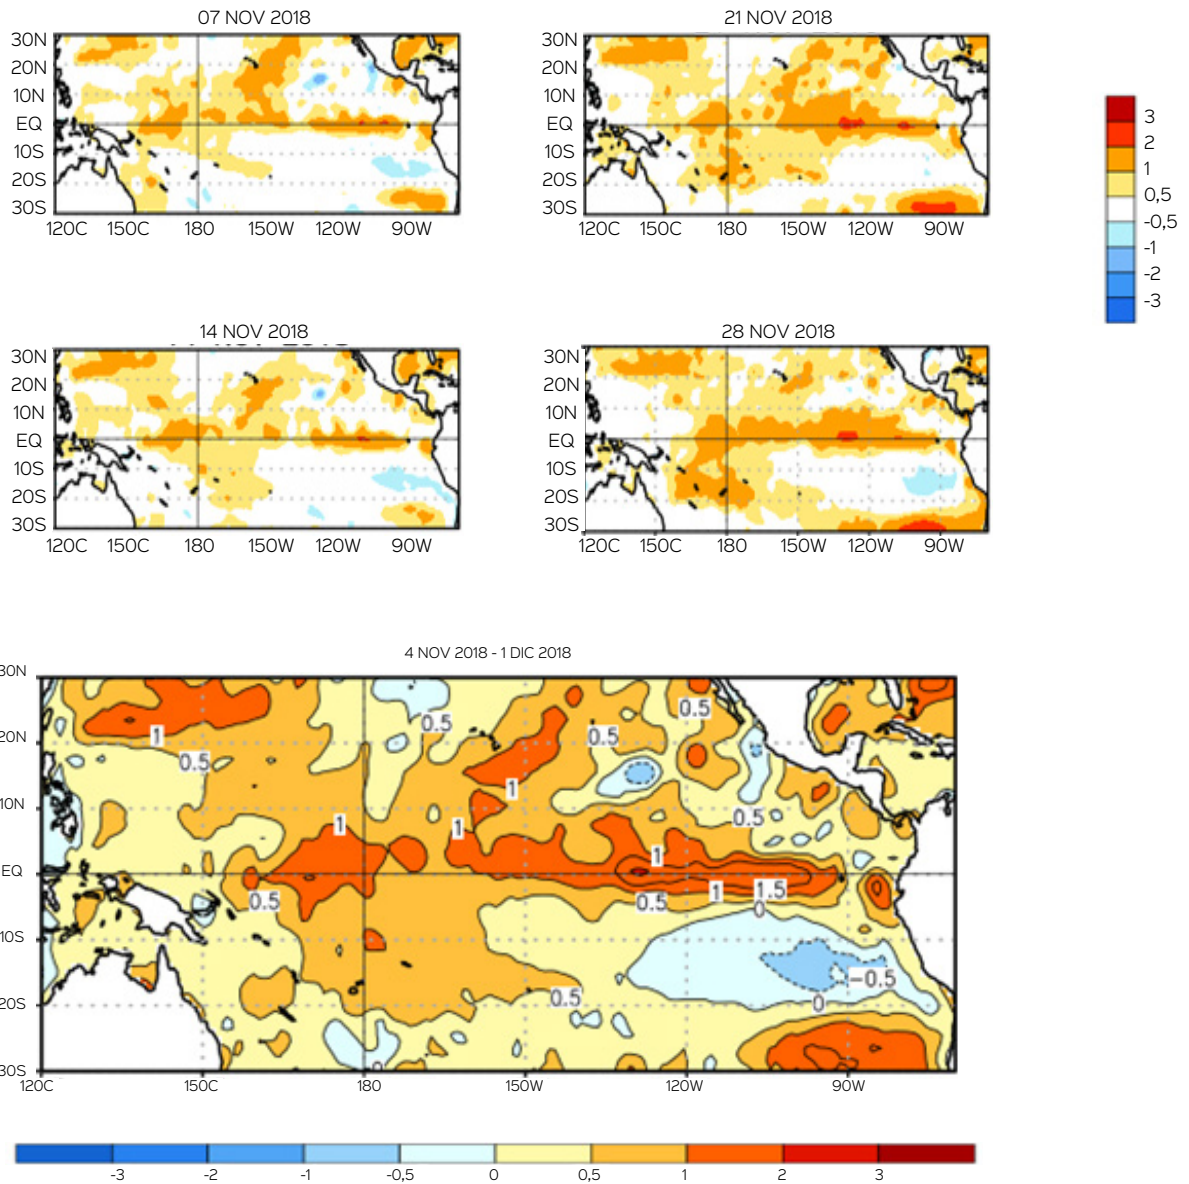 07 NOV 2018
30N
20N
10N
EQ
10S
20S
30S
120C 150C 180 150W 120W 90W
21 NOV 2018
30N
20N
10N
EQ
10S
20S
30S
120C 150C 180 150W 120W 90W
3
2
1
0,5
-0,5
-1
-2
-3
14 NOV 2018
30N
20N
10N
EQ
10S
20S
30S
120C 150C 180 150W 120W 90W
28 NOV 2018
30N
20N
10N
EQ
10S
20S
30S
120C 150C 180 150W 120W 90W
4 NOV 2018 - 1 DIC 2018
30N
20N
10N
EQ
10S
20S
30S
0.5
0.5
0.5
1
0.5
1
0.5
1
1
1
0.5
0.5
1
1.5
0
-0.5
0
0.5
0
120C 150C 180 150W 120W 90W
-3 -2 -1 -0,5 0 0,5 1 2 3